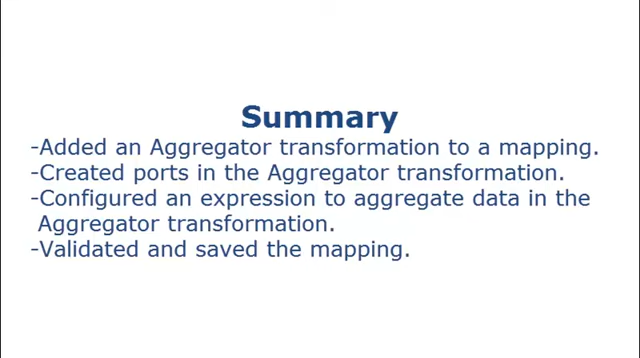 Summary
-Added an Aggregator transformation to a mapping.
-Created ports in the Aggregator transformation.
-Configured an expression to aggregate data in the
Aggregator transformation.
-Validated and saved the mapping.